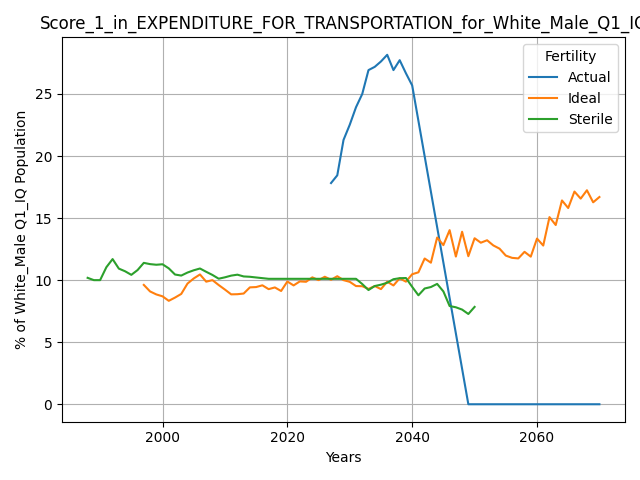 Score_1_in_EXPENDITURE_FOR_TRANSPORTATION_for_White_Male_Q1_IQ
Fertility
Actual
Ideal
Sterile
% of White_Male Q1_IQ Population
25
20
15
10
5
0
2000 2020 2040 2060
Years